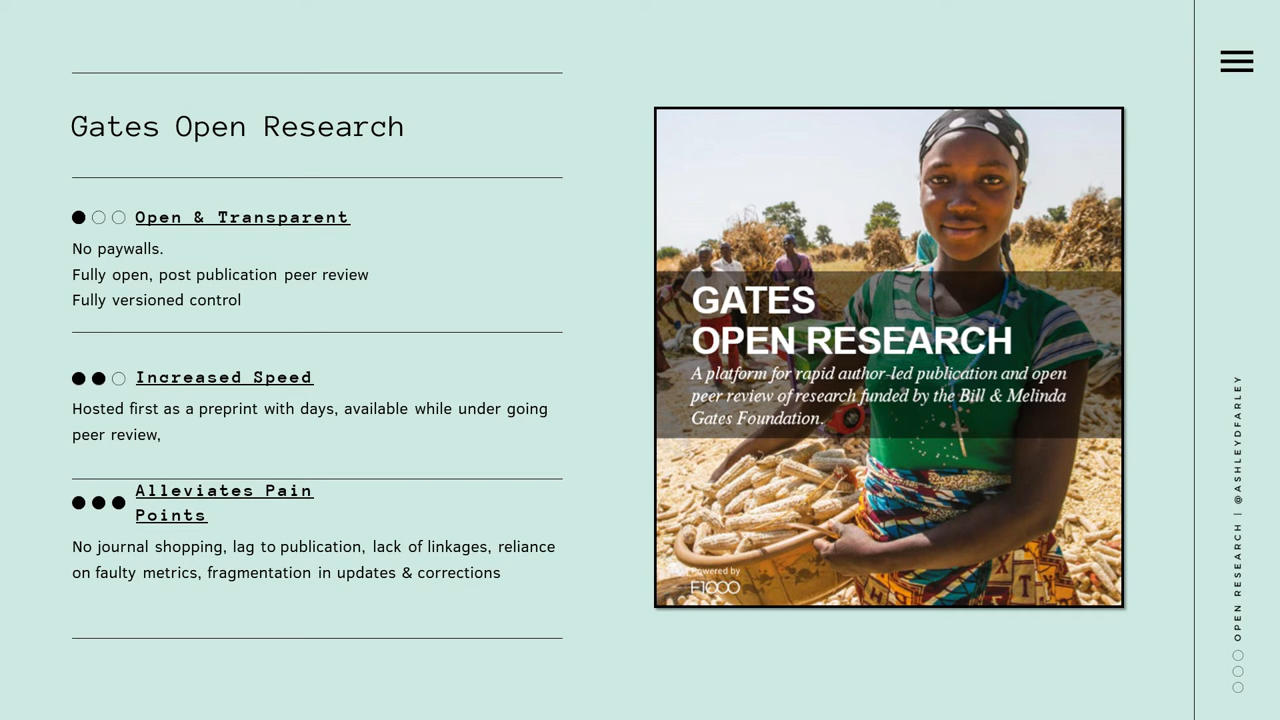 Gates Open Research
Open & Transparent
No paywalls.
Fully open, post publication peer review
Fully versioned control
Increased Speed
Hosted first as a preprint with days, available while under going
peer review,
Alleviates Pain
Points
No journal shopping, lag to publication, lack of linkages, reliance
on faulty metrics, fragmentation in updates & corrections
GATES
OPEN RESEARCH
A platform for rapid author-led publication and open
peer review of research funded by the Bill & Melinda
Gates Foundation.
Powered by
F1000
OPEN RESEARCH | @ASHLEYDFARLEY